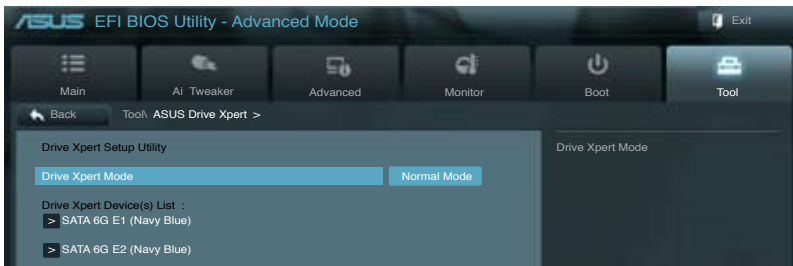 ASUS EFI BIOS Utility - Advanced Mode
Exit
Main
Ai Tweaker
Advanced
Monitor
Boot
Tool
Back
Tool\ ASUS Drive Xpert >
Drive Xpert Setup Utility
Drive Xpert Mode
Drive Xpert Mode Normal Mode
Drive Xpert Device(s) List :
> SATA 6G E1 (Navy Blue)
> SATA 6G E2 (Navy Blue)